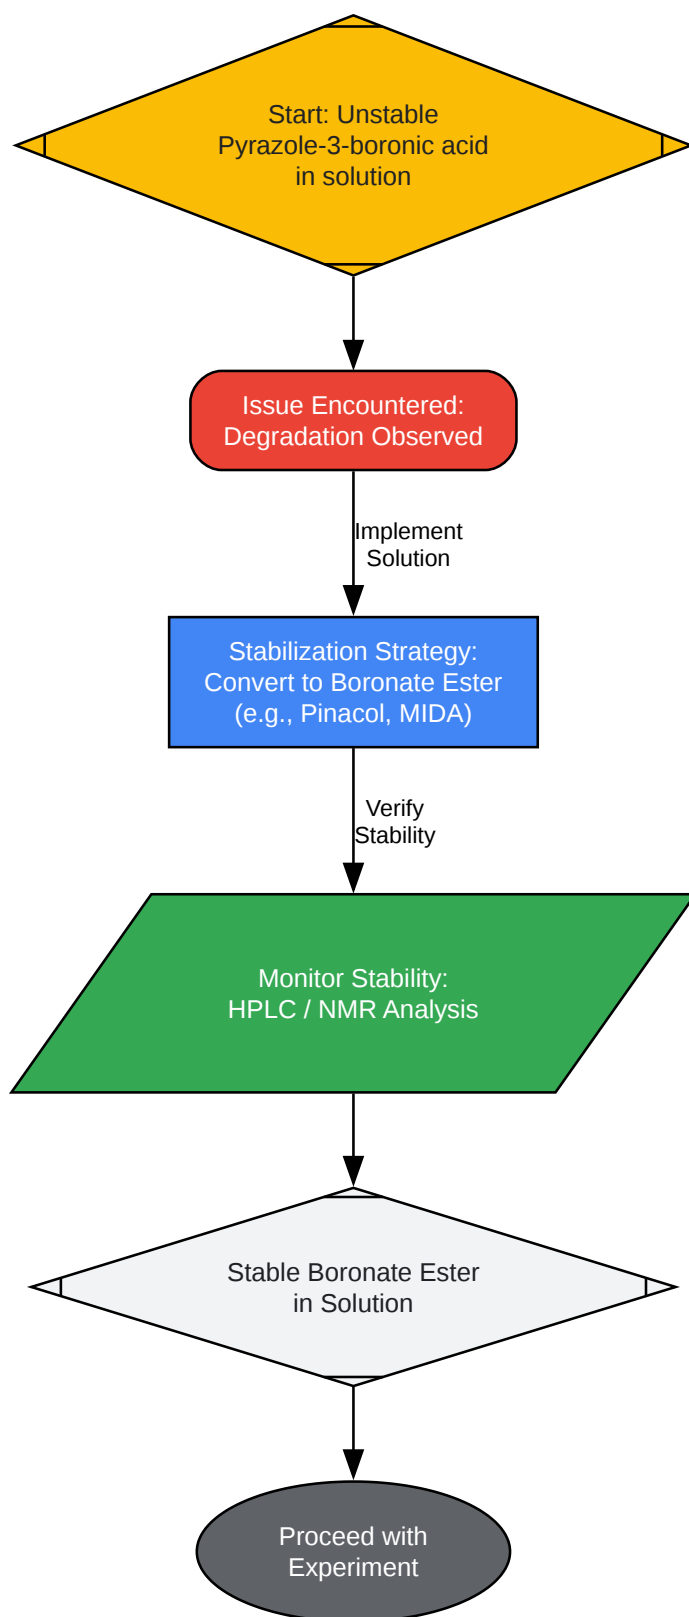 Start: Unstable
Pyrazole-3-boronic acid
in solution
Issue Encountered:
Degradation Observed
Implement
Solution
Stabilization Strategy:
Convert to Boronate Ester
(e.g., Pinacol, MIDA)
Verify
Stability
Monitor Stability:
HPLC / NMR Analysis
Stable Boronate Ester
in Solution
Proceed with
Experiment